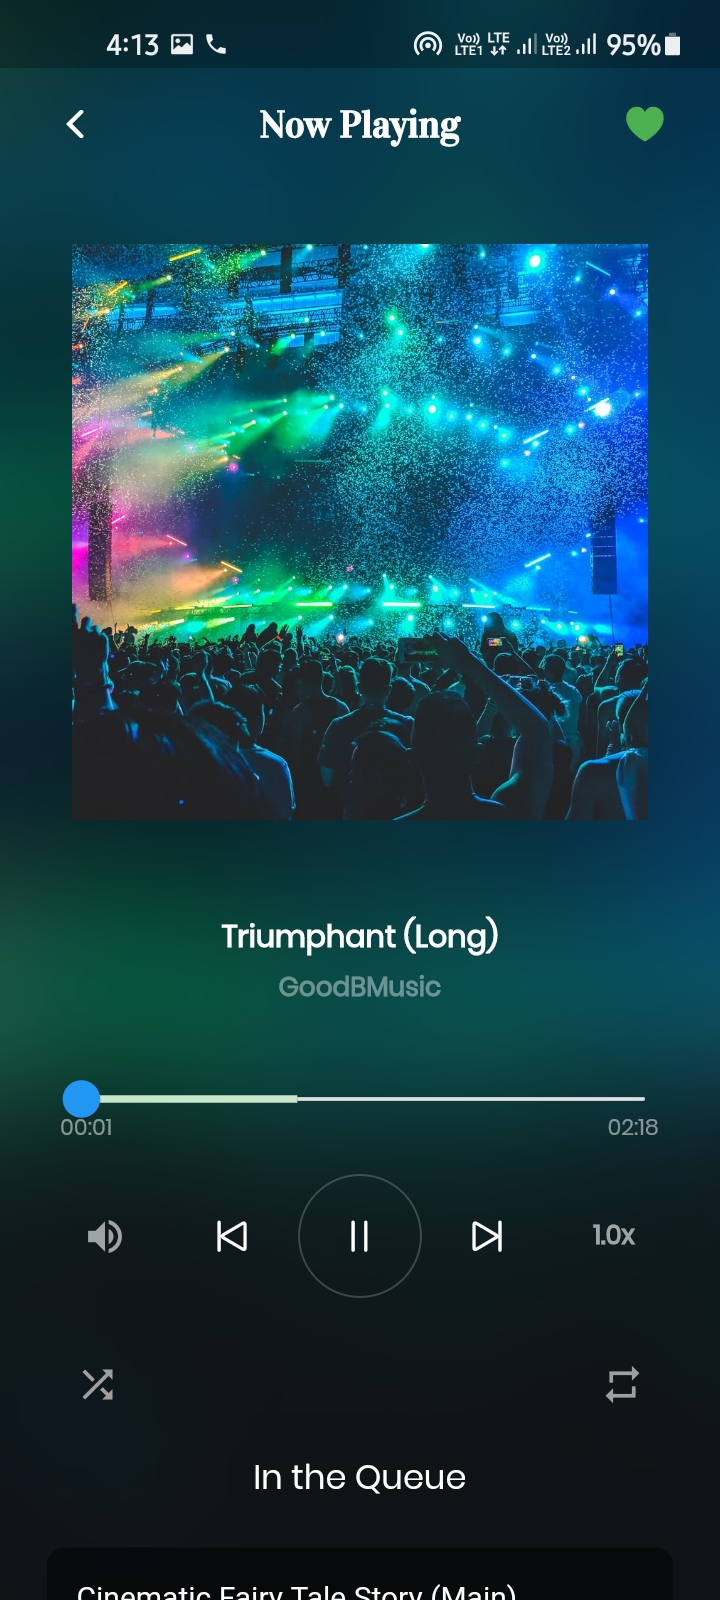 4:13 Vo)) LTE1 LTE Vo)) LTE2 95%
Now Playing
Triumphant (Long)
GoodBMusic
00:01 02:18
1.0x
In the Queue
Cinematic Fairy Tale Story (Main)